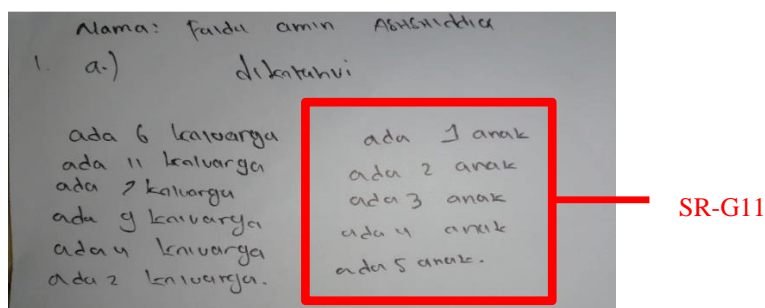 Nama: Faidu amin
1. a.) diketahui
ada 6 keluarga ada 1 anak
ada 11 keluarga ada 2 anak
ada 7 keluarga ada 3 anak
ada 9 keluarga ada 4 anak
ada 4 keluarga ada 5 anak.
ada 2 keluarga.
SR-G11